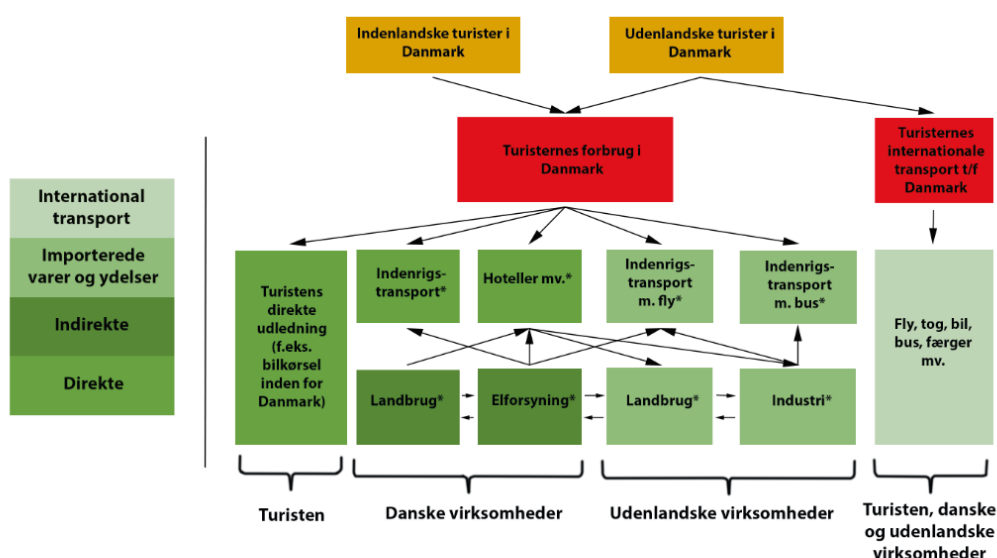 Indenlandske turister i
Danmark
Udenlandske turister i
Danmark
Turisternes forbrug i
Danmark
Turisternes
internationale
transport t/f
Danmark
International
transport
Importerede
varer og ydelser
Indirekte
Direkte
Turistens
direkte
udledning
(f.eks.
bilkørsel
inden for
Danmark)
Indenrigs-
transport*
Hoteller mv.*
Indenrigs-
transport
m. fly*
Indenrigs-
transport
m. bus*
Fly, tog, bil,
bus, færger
mv.
Landbrug*
Elforsyning*
Landbrug*
Industri*
Turisten
Danske virksomheder
Udenlandske virksomheder
Turisten, danske
og udenlandske
virksomheder